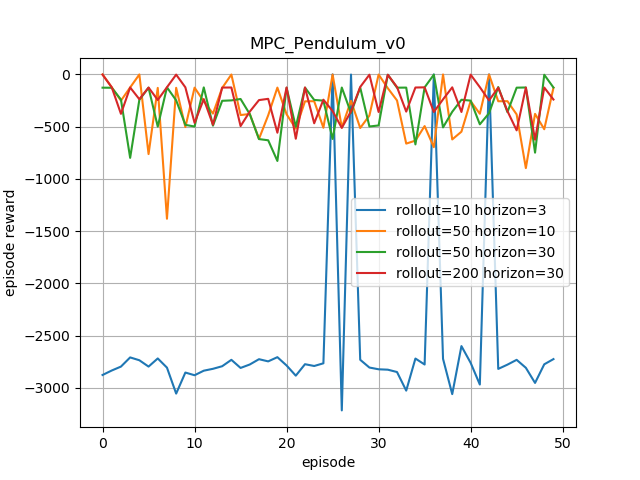 MPC_Pendulum_v0
0
−500
−1000
−1500
−2000
−2500
−3000
episode reward
rollout=10 horizon=3
rollout=50 horizon=10
rollout=50 horizon=30
rollout=200 horizon=30
0 10 20 30 40 50
episode